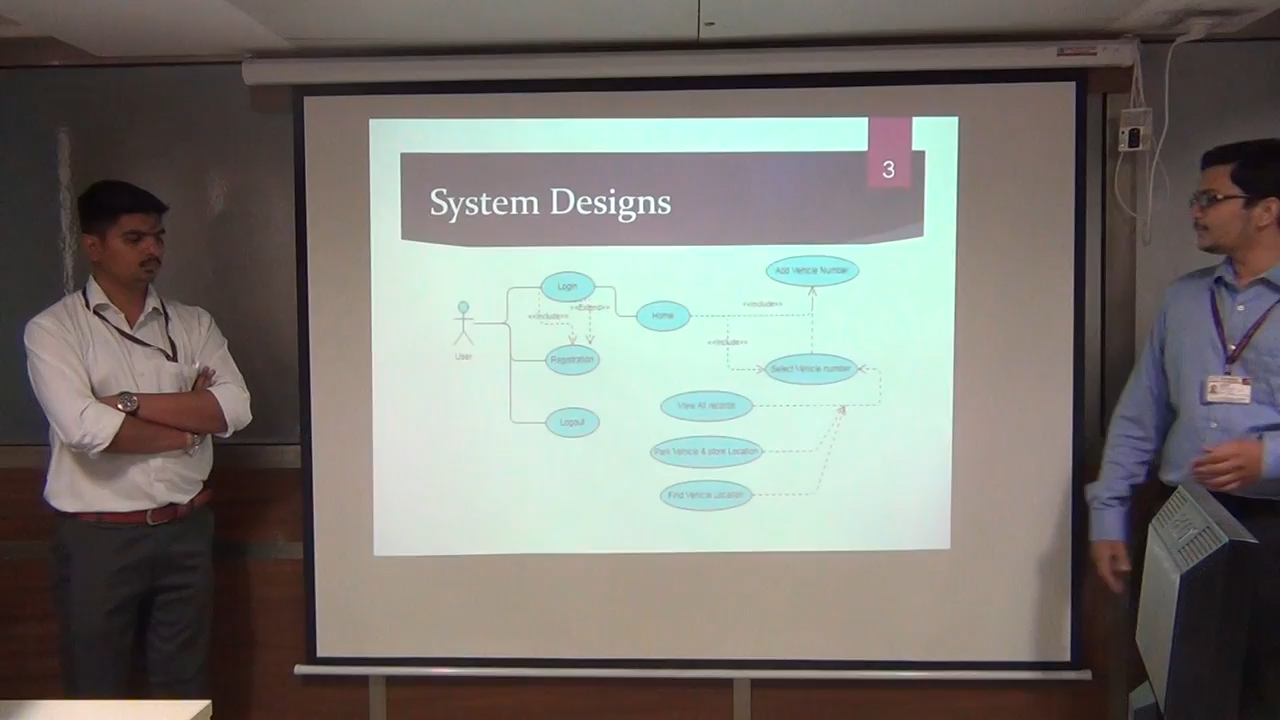 3
System Designs
Add Vehicle Number
Login
<<Include>>
<<Extend>>
<<Include>>
Home
User
Registration
<<Include>>
Select Vehicle number
View All records
Logout
Park Vehicle & store Location
Find Vehicle Location